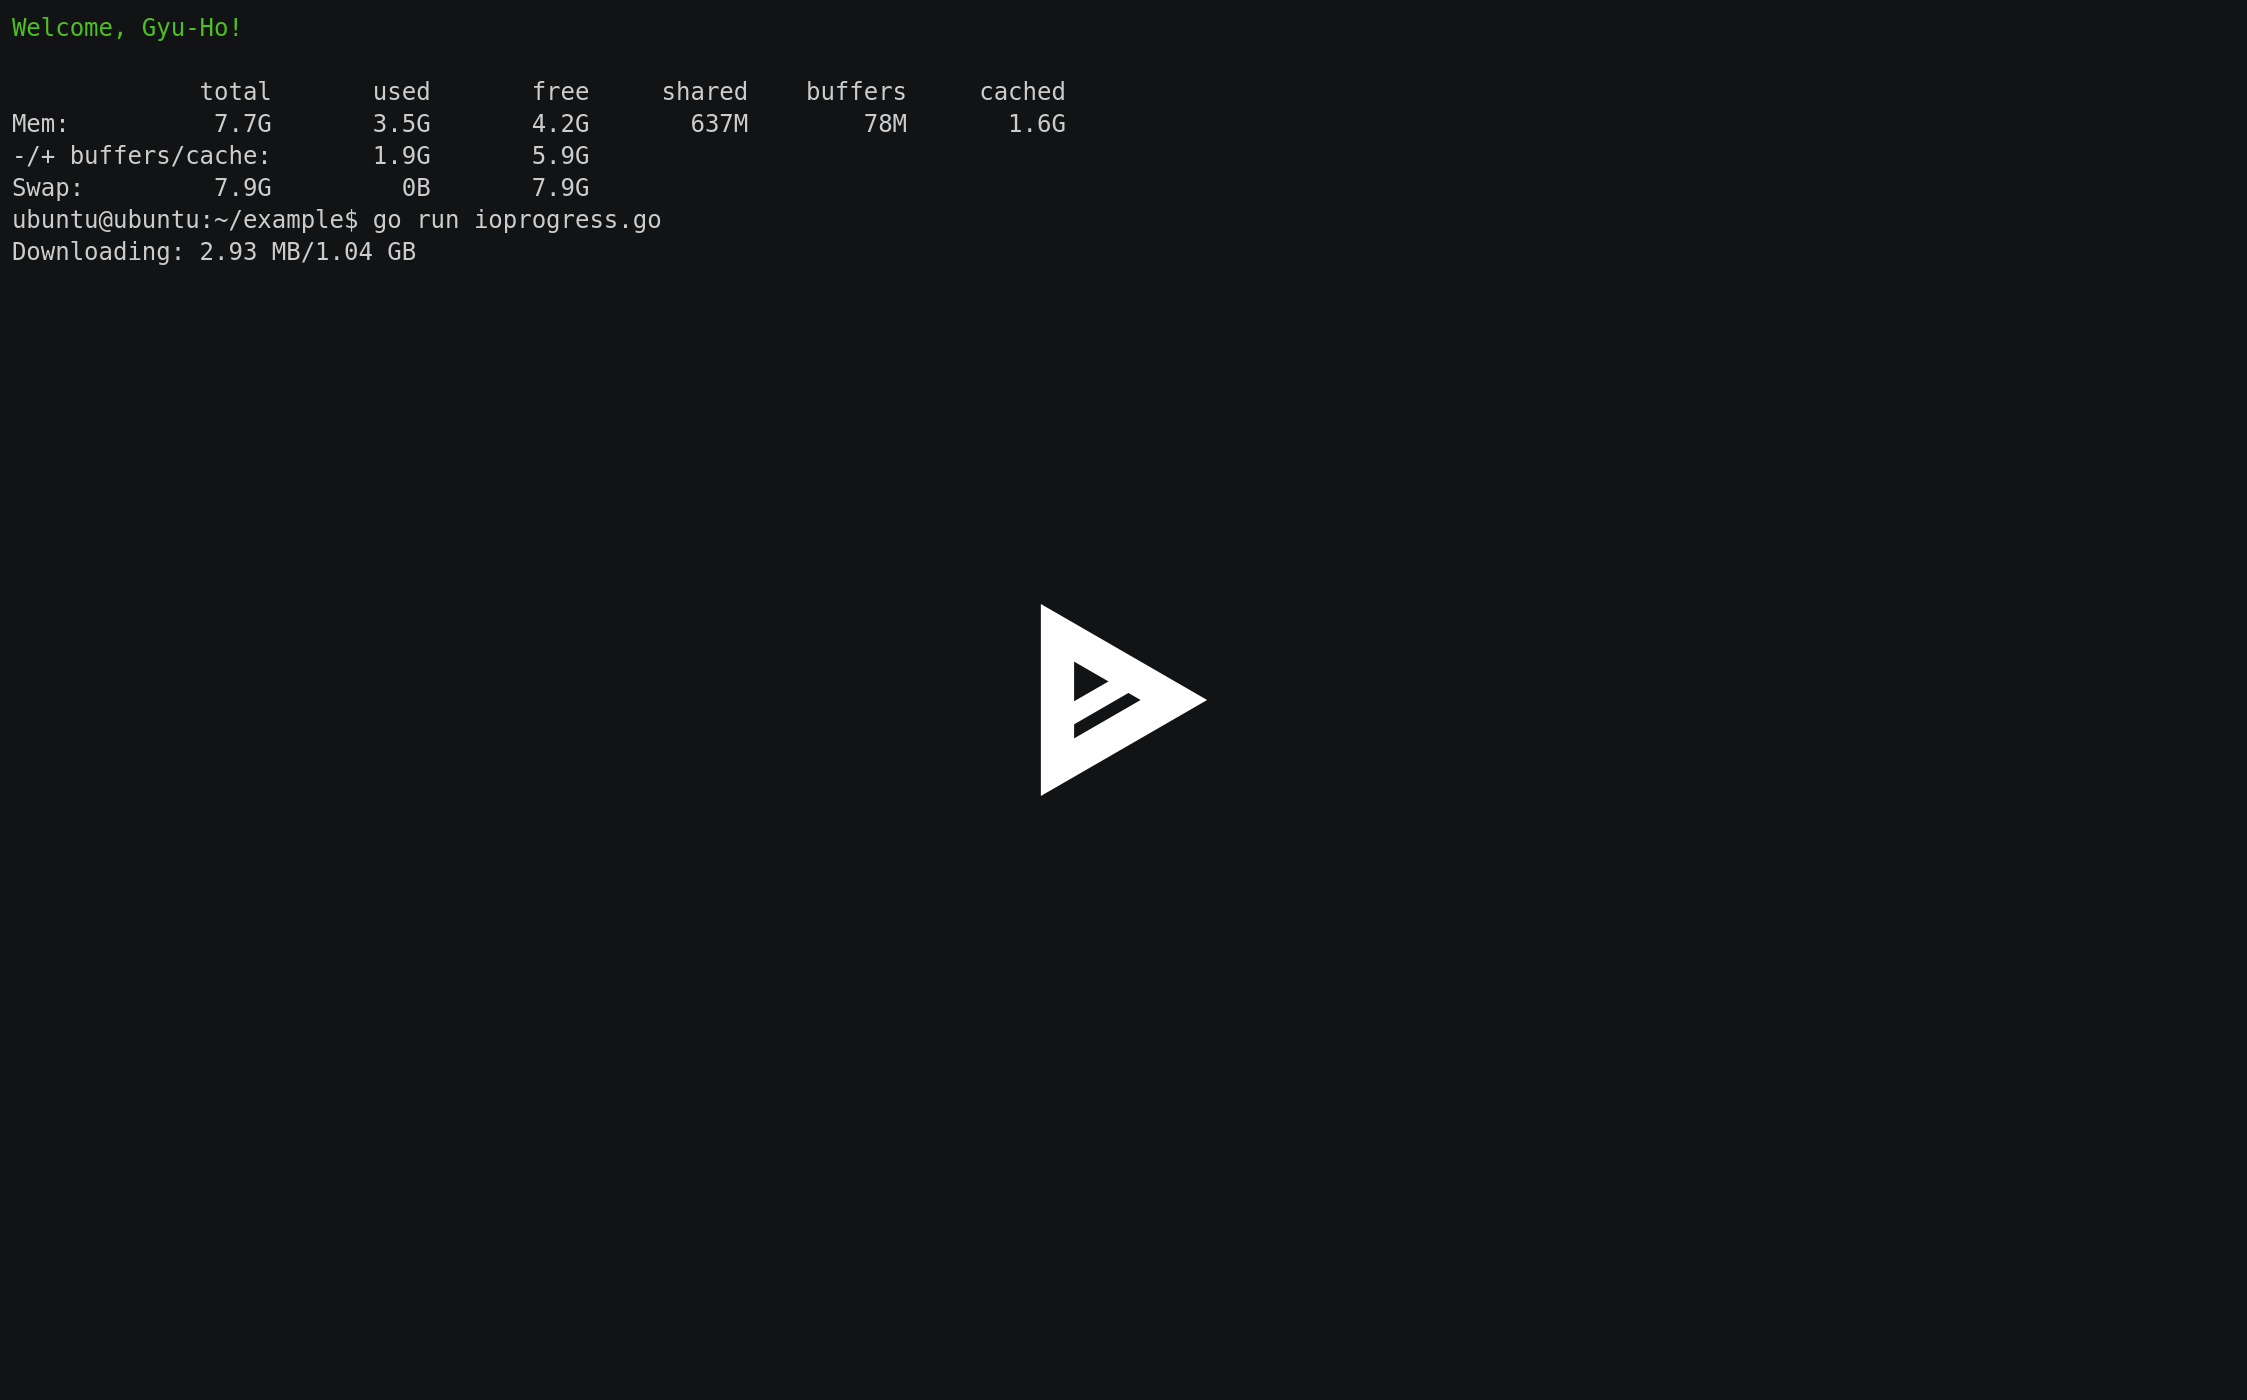 Welcome, Gyu-Ho!
             total       used       free     shared    buffers     cached
Mem:          7.7G       3.5G       4.2G       637M        78M       1.6G
-/+ buffers/cache:       1.9G       5.9G
Swap:         7.9G         0B       7.9G
ubuntu@ubuntu:~/example$ go run ioprogress.go
Downloading: 2.93 MB/1.04 GB